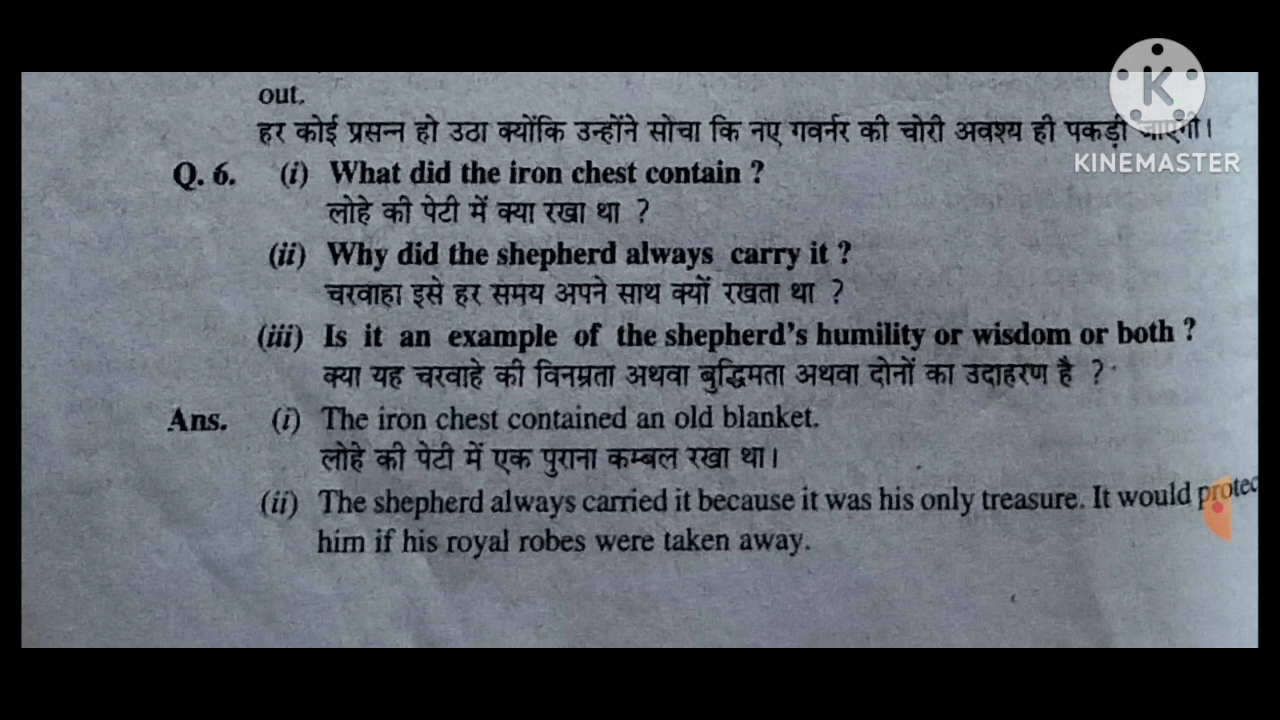 out.
हर कोई प्रसन्न हो उठा क्योंकि उन्होंने सोचा कि नए गवर्नर की चोरी अवश्य ही पकड़ी जाएगी।
KINEMASTER
Q. 6. (i) What did the iron chest contain ?
लोहे की पेटी में क्या रखा था ?
(ii) Why did the shepherd always carry it ?
चरवाहा इसे हर समय अपने साथ क्यों रखता था ?
(iii) Is it an example of the shepherd's humility or wisdom or both ?
क्या यह चरवाहे की विनम्रता अथवा बुद्धिमता अथवा दोनों का उदाहरण है ?
Ans. (i) The iron chest contained an old blanket.
लोहे की पेटी में एक पुराना कम्बल रखा था।
(ii) The shepherd always carried it because it was his only treasure. It would protec
him if his royal robes were taken away.